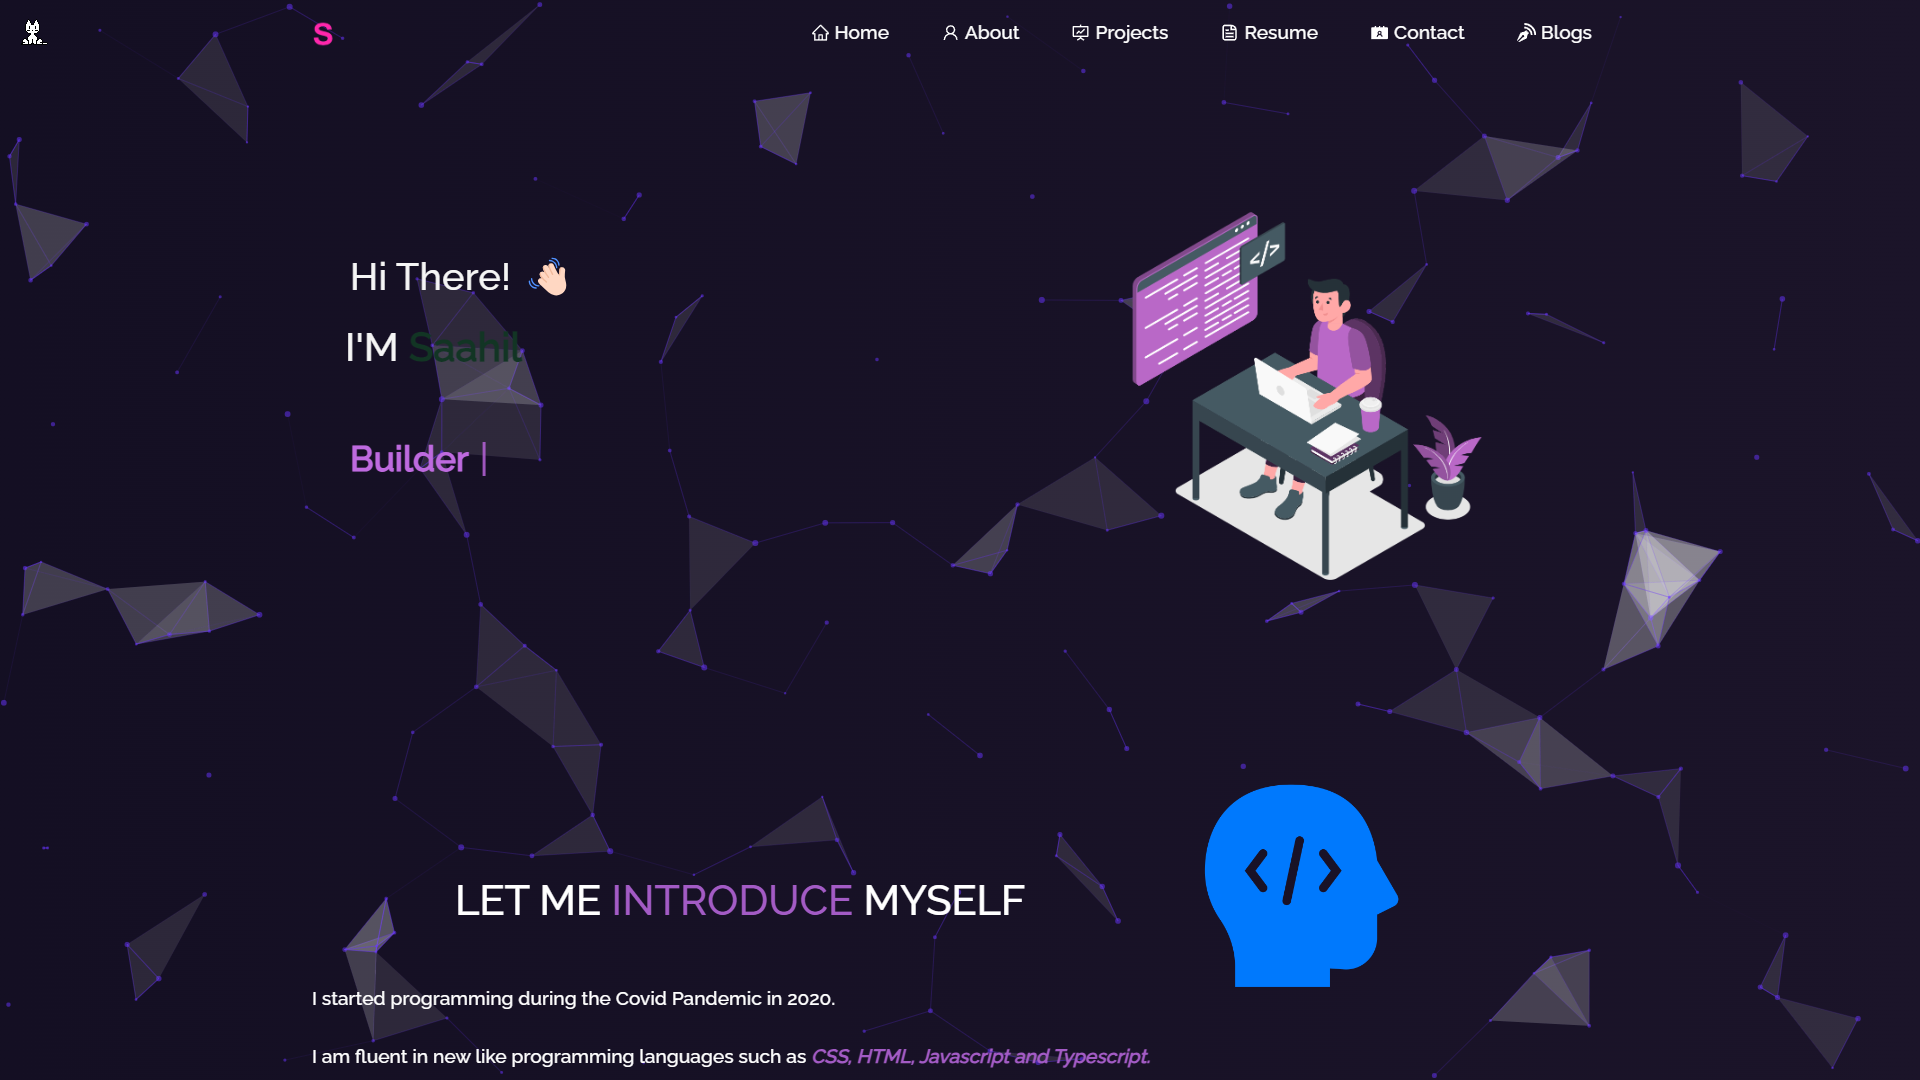 S
Home About Projects Resume Contact Blogs
</>
Hi There! 👋🏻
I'M Saahil
Builder |
</>
LET ME INTRODUCE MYSELF
I started programming during the Covid Pandemic in 2020.
I am fluent in new like programming languages such as CSS, HTML, Javascript and Typescript.